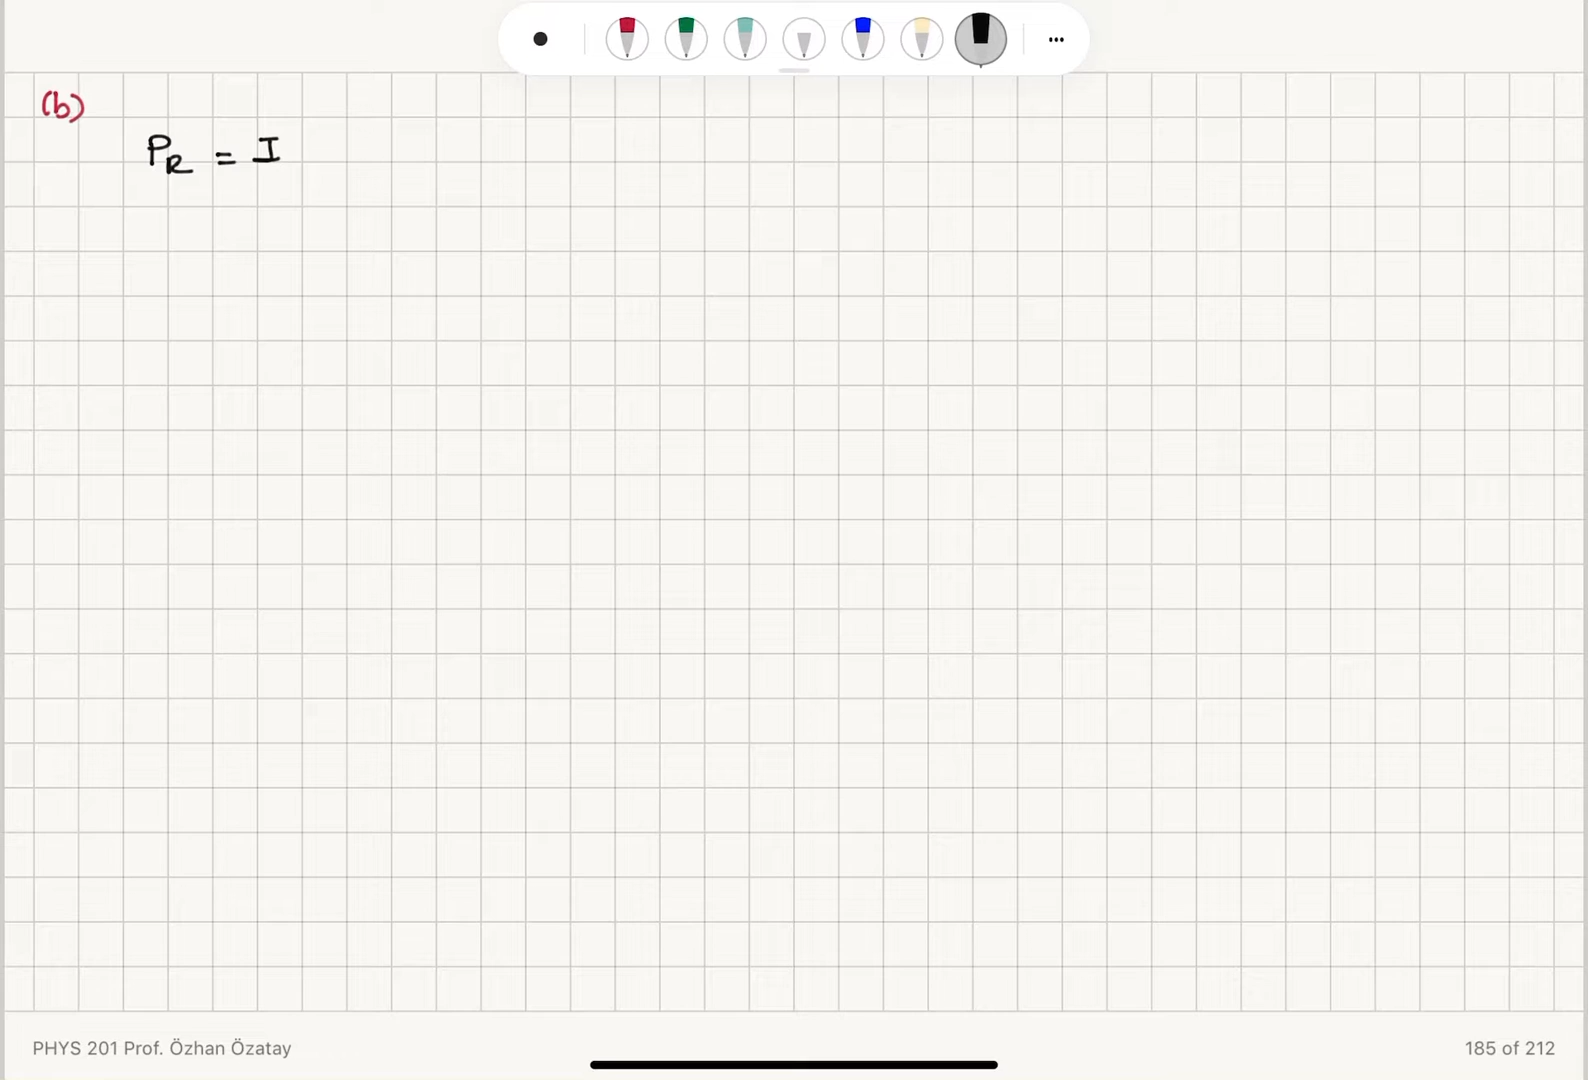 (b)
P_R = I
PHYS 201 Prof. Özhan Özatay
185 of 212